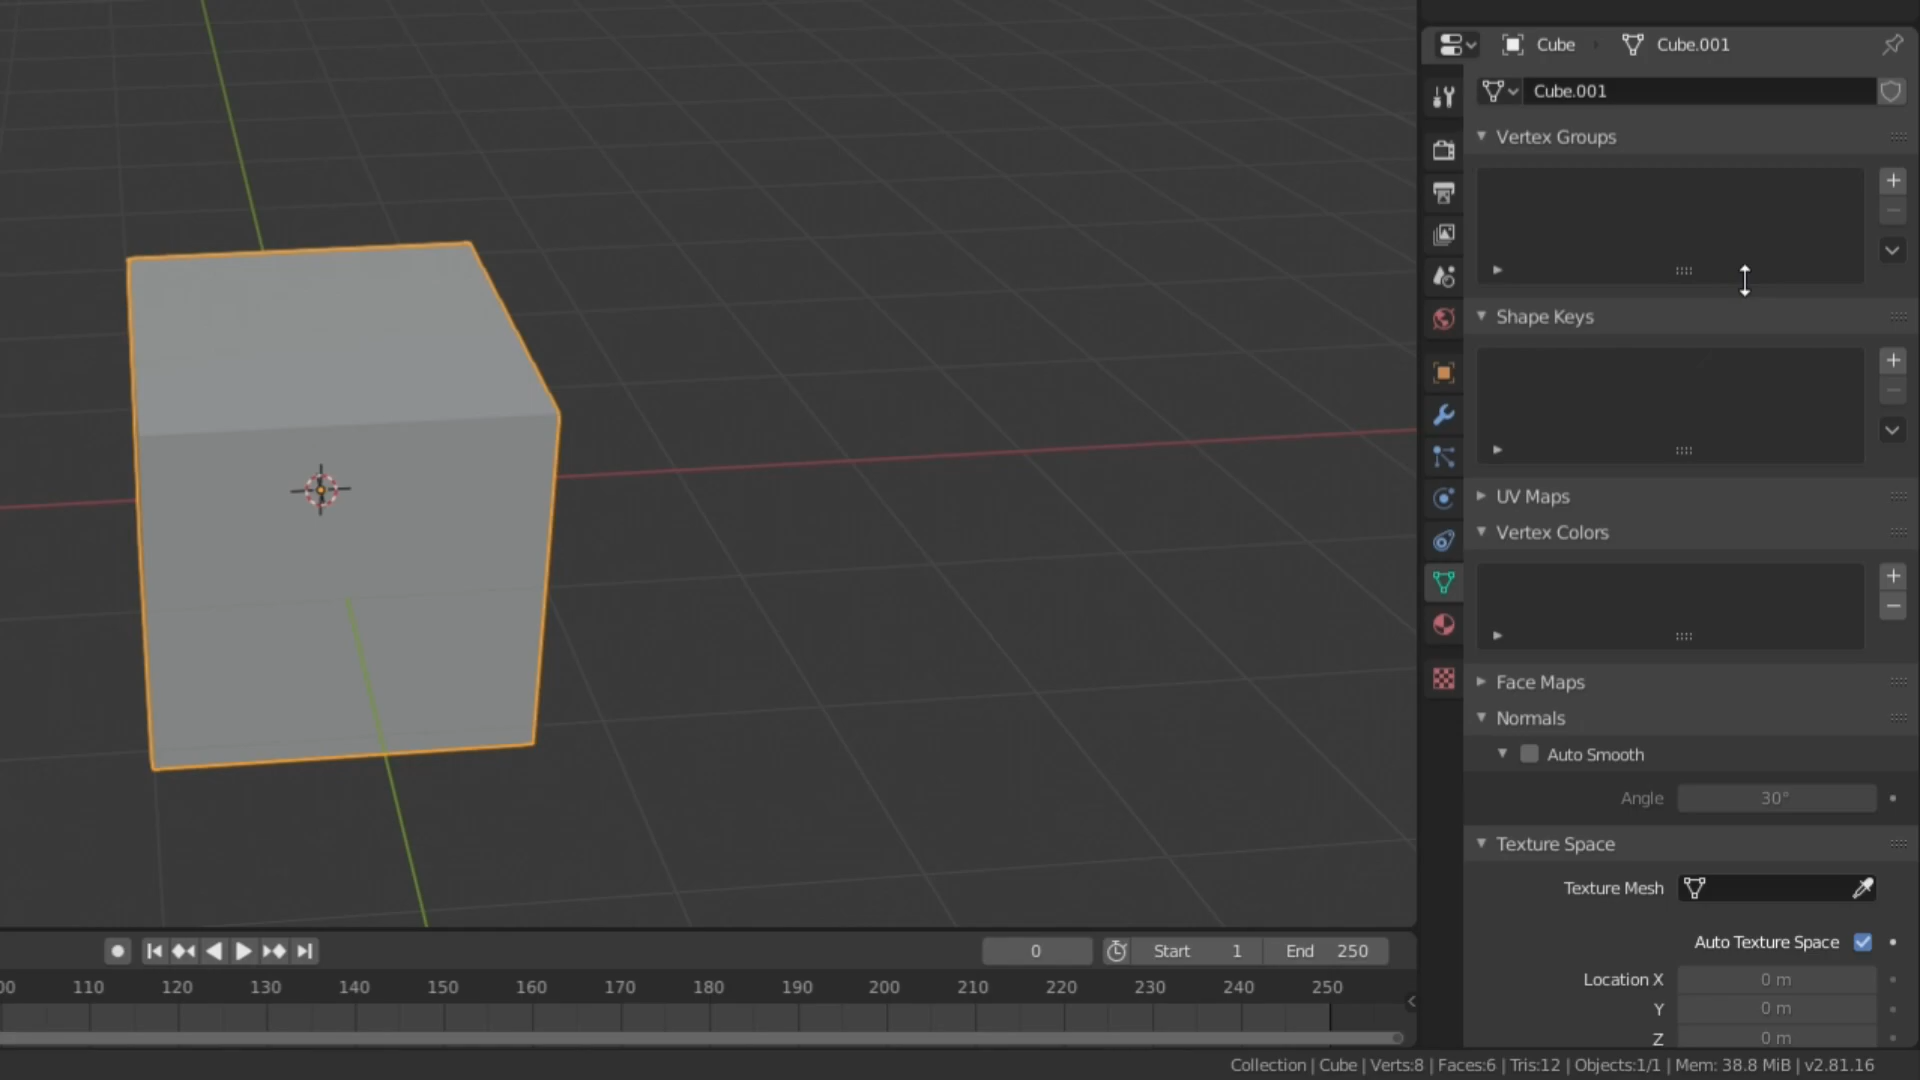 Cube Cube.001
Cube.001
Vertex Groups
Shape Keys
UV Maps
Vertex Colors
Face Maps
Normals
Auto Smooth
Angle 30°
Texture Space
Texture Mesh
Auto Texture Space
Location X 0 m
Y 0 m
Z 0 m
0 Start 1 End 250
00 110 120 130 140 150 160 170 180 190 200 210 220 230 240 250
Collection | Cube | Verts:8 | Faces:6 | Tris:12 | Objects:1/1 | Mem: 38.8 MiB | v2.81.16